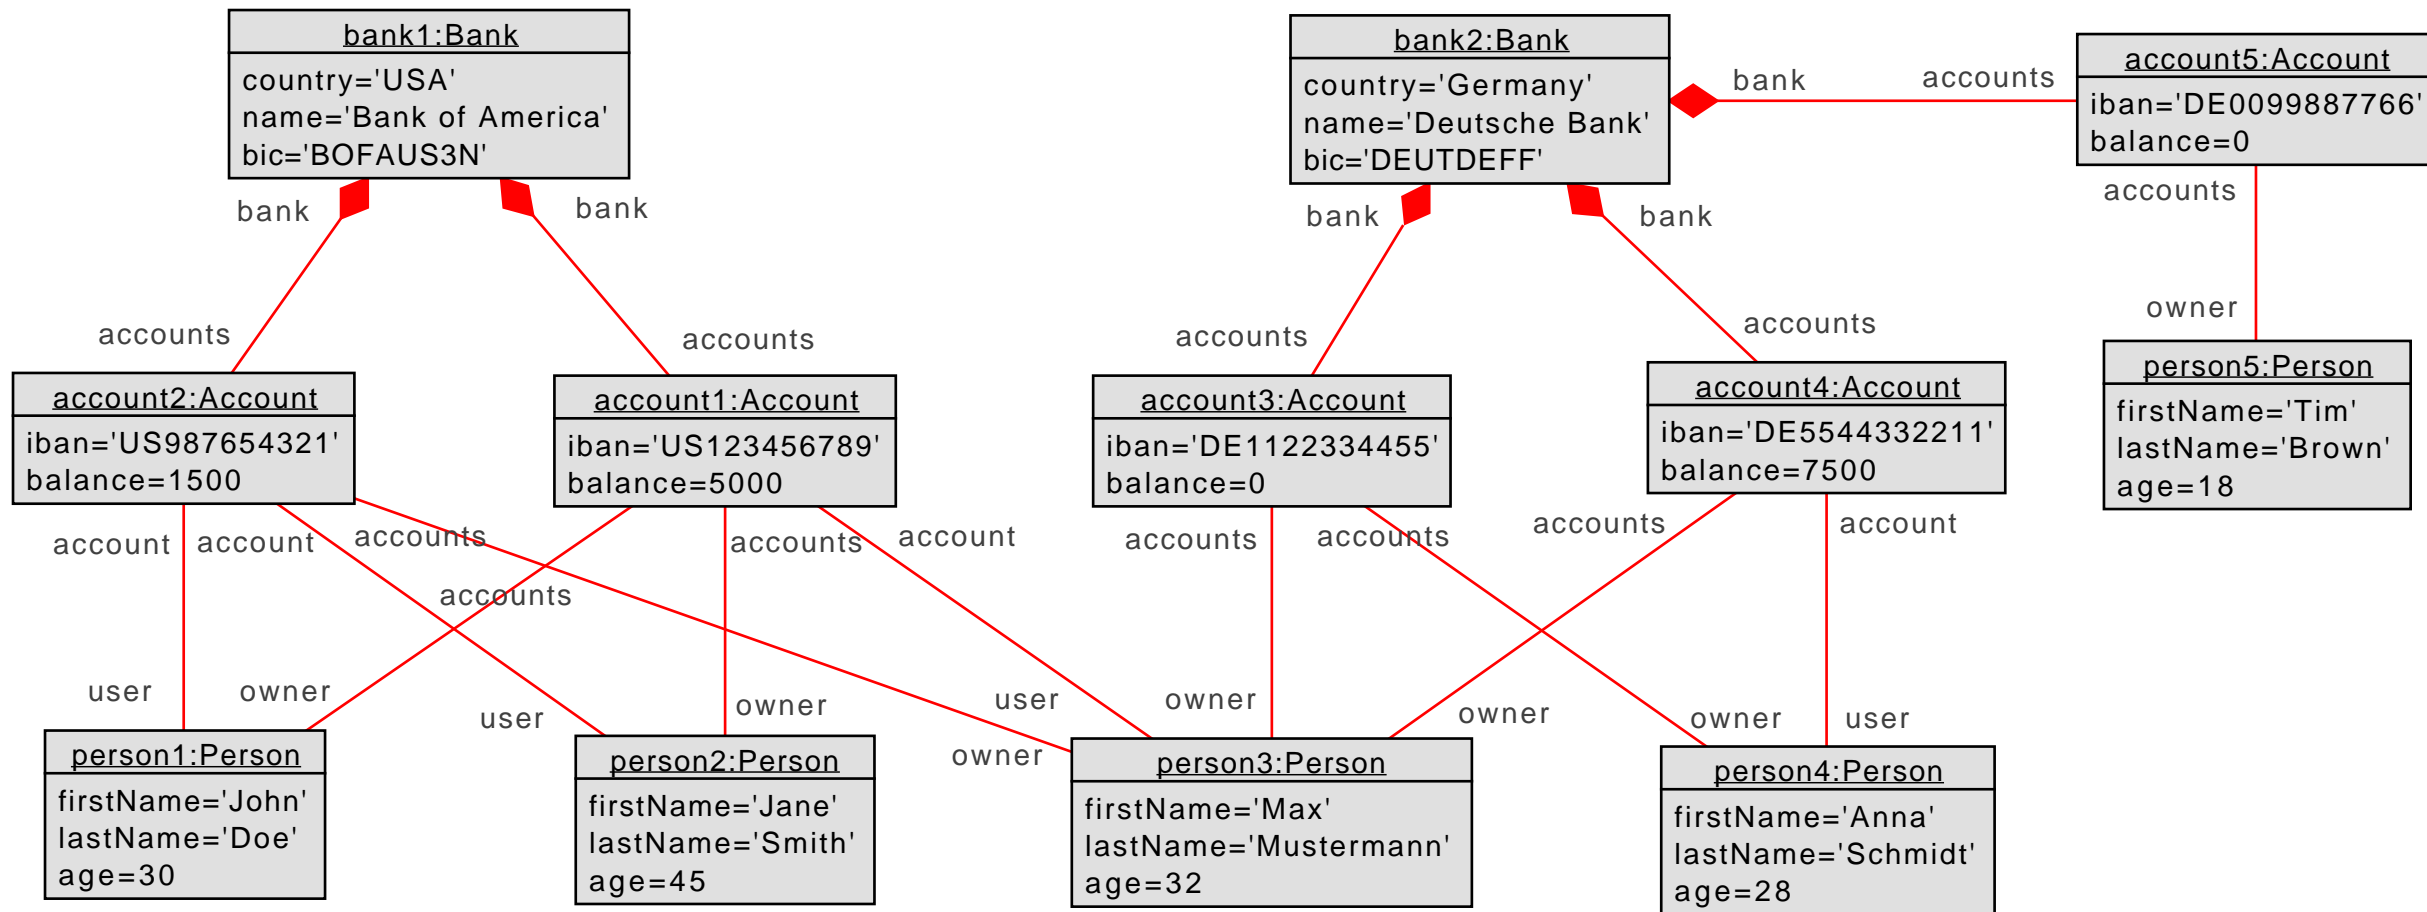 bank1:Bank
country='USA'
name='Bank of America'
bic='BOFAUS3N'
bank2:Bank
country='Germany'
name='Deutsche Bank'
bic='DEUTDEFF'
bank
accounts
account5:Account
iban='DE0099887766'
balance=0
bank
bank
bank
bank
accounts
accounts
accounts
accounts
accounts
owner
account2:Account
iban='US987654321'
balance=1500
account1:Account
iban='US123456789'
balance=5000
account3:Account
iban='DE1122334455'
balance=0
account4:Account
iban='DE5544332211'
balance=7500
person5:Person
firstName='Tim'
lastName='Brown'
age=18
account
account
accounts
accounts
account
accounts
accounts
accounts
account
accounts
user
owner
user
owner
user
owner
owner
owner
owner
user
person1:Person
firstName='John'
lastName='Doe'
age=30
person2:Person
firstName='Jane'
lastName='Smith'
age=45
person3:Person
firstName='Max'
lastName='Mustermann'
age=32
person4:Person
firstName='Anna'
lastName='Schmidt'
age=28